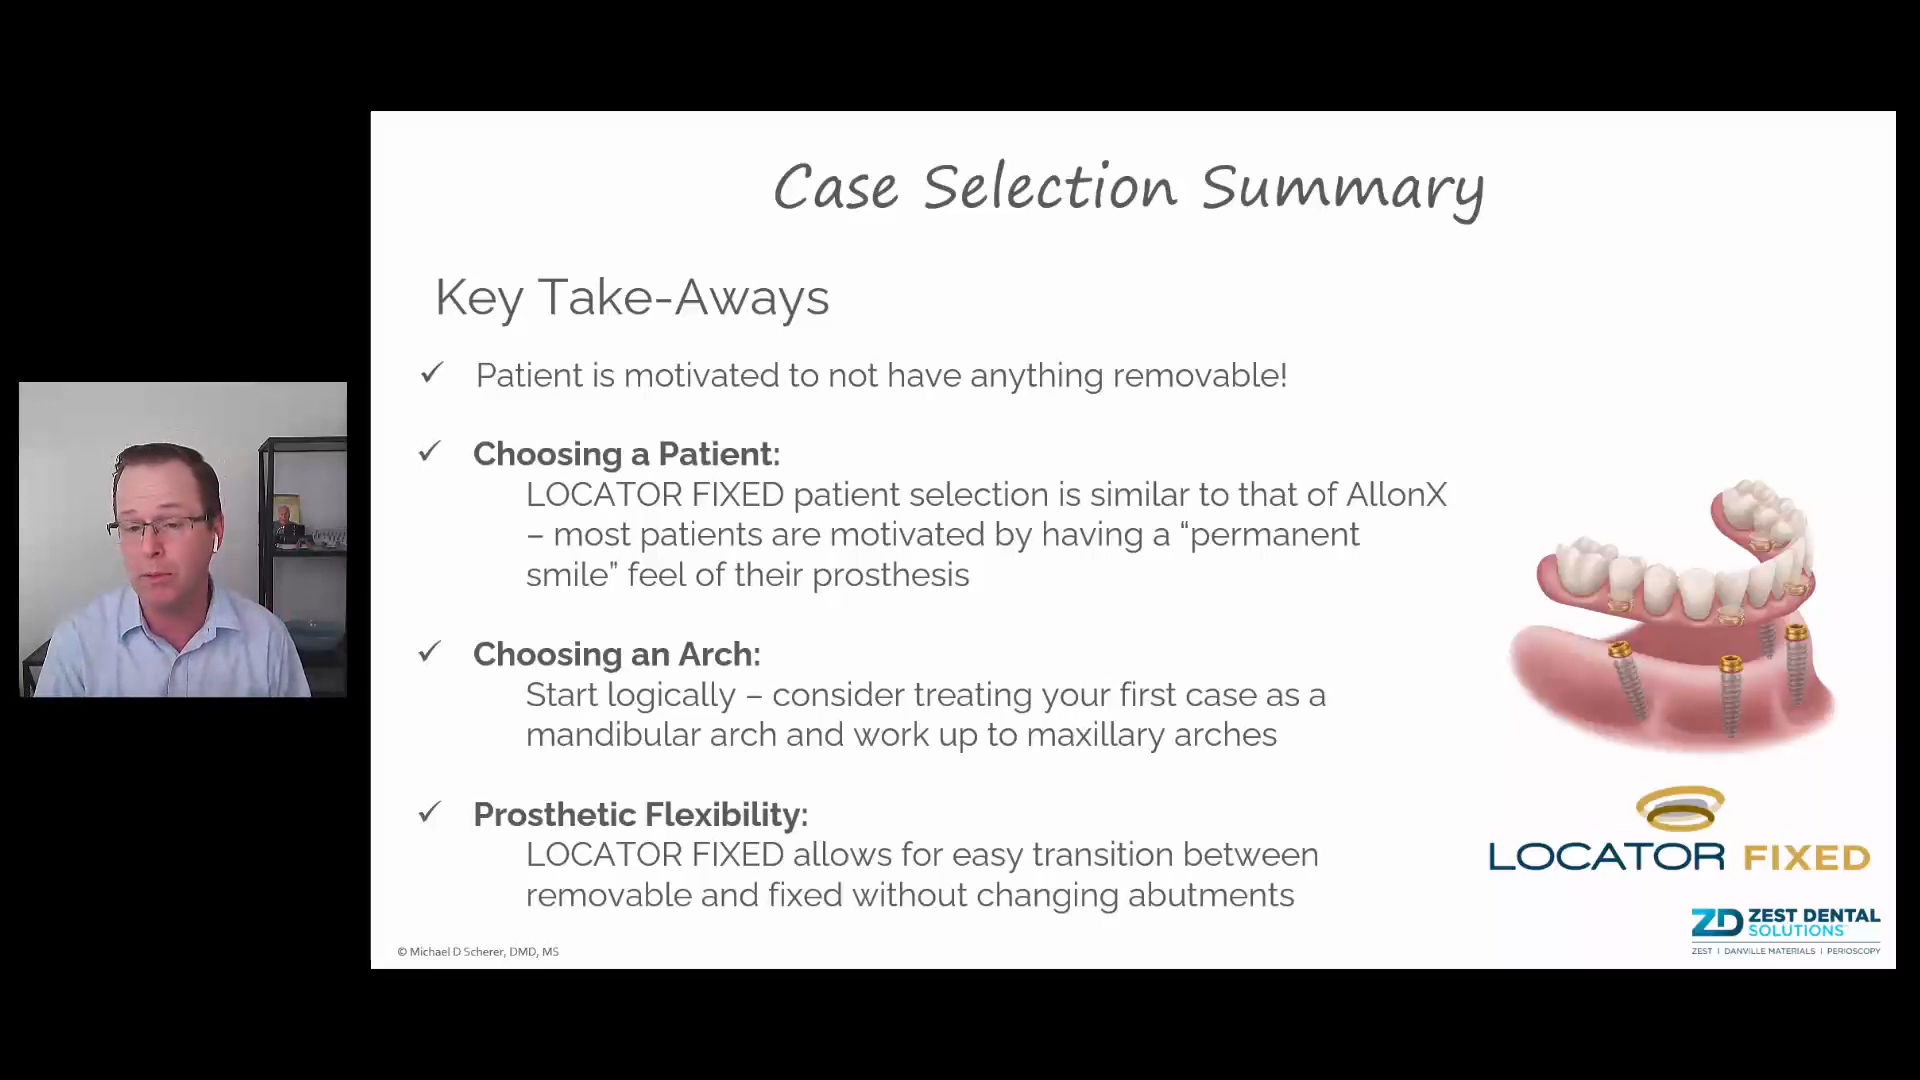 Case Selection Summary
Key Take-Aways
✓ Patient is motivated to not have anything removable!
✓ Choosing a Patient:
LOCATOR FIXED patient selection is similar to that of AllonX
– most patients are motivated by having a “permanent
smile” feel of their prosthesis
✓ Choosing an Arch:
Start logically – consider treating your first case as a
mandibular arch and work up to maxillary arches
✓ Prosthetic Flexibility:
LOCATOR FIXED allows for easy transition between
removable and fixed without changing abutments
LOCATOR FIXED
ZD ZEST DENTAL
SOLUTIONS
ZEST | DANVILLE MATERIALS | PERIOSCOPY
© Michael D Scherer, DMD, MS